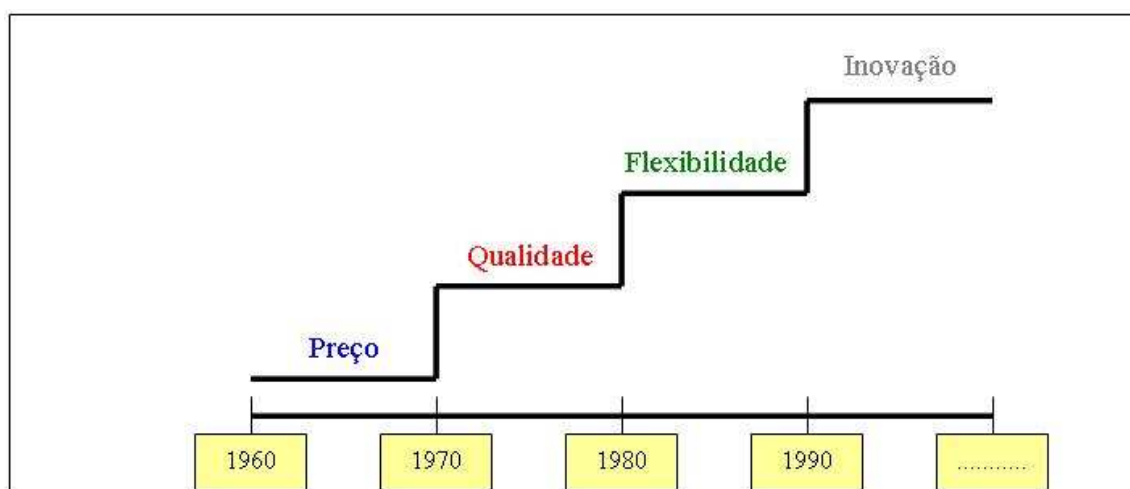 Inovação
Flexibilidade
Qualidade
Preço
1960 1970 1980 1990 ...........